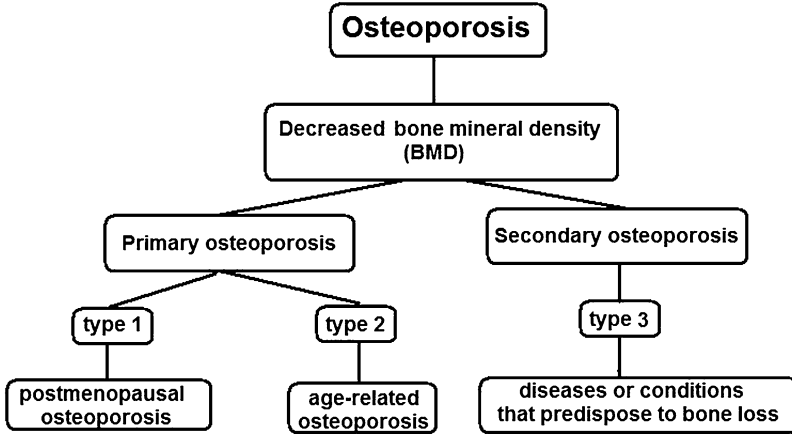 Osteoporosis
Decreased bone mineral density
(BMD)
Primary osteoporosis
Secondary osteoporosis
type 1
type 2
type 3
postmenopausal
osteoporosis
age-related
osteoporosis
diseases or conditions
that predispose to bone loss